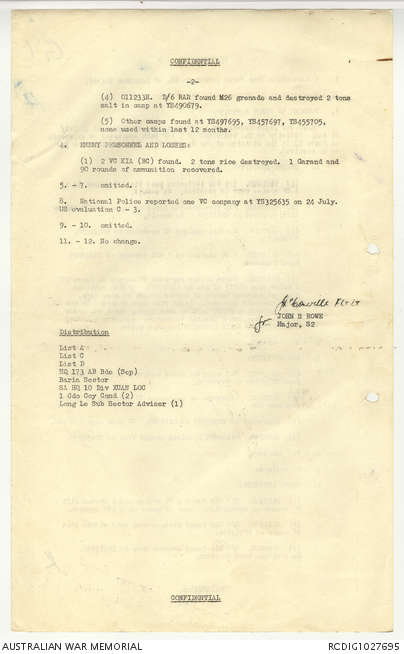 CONFIDENTIAL
-2-
(4) 011233H. D/6 RAR found M26 grenade and destroyed 2 tons
salt in camp at YS490679.
(5) Other camps found at YS497695, YS457697, YS455705,
none used within last 12 months.
4. ENEMY PERSONNEL AND LOSSES:
(1) 2 VC KIA (BC) found. 2 tons rice destroyed. 1 Garand and
90 rounds of ammunition recovered.
5. - 7. omitted.
8. National Police reported one VC company at YS325635 on 24 July.
US evaluation C - 3.
9. - 10. omitted.
11. - 12. No change.
for JOHN E ROWE
Major, S2
Distribution
List A
List C
List D
HQ 173 AB Bde (Sep)
Baria Sector
SA HQ 10 Div XUAN LOC
1 Cdo Coy Cmnd (2)
Long Le Sub Sector Adviser (1)
CONFIDENTIAL
AUSTRALIAN WAR MEMORIAL
RCDIG1027695